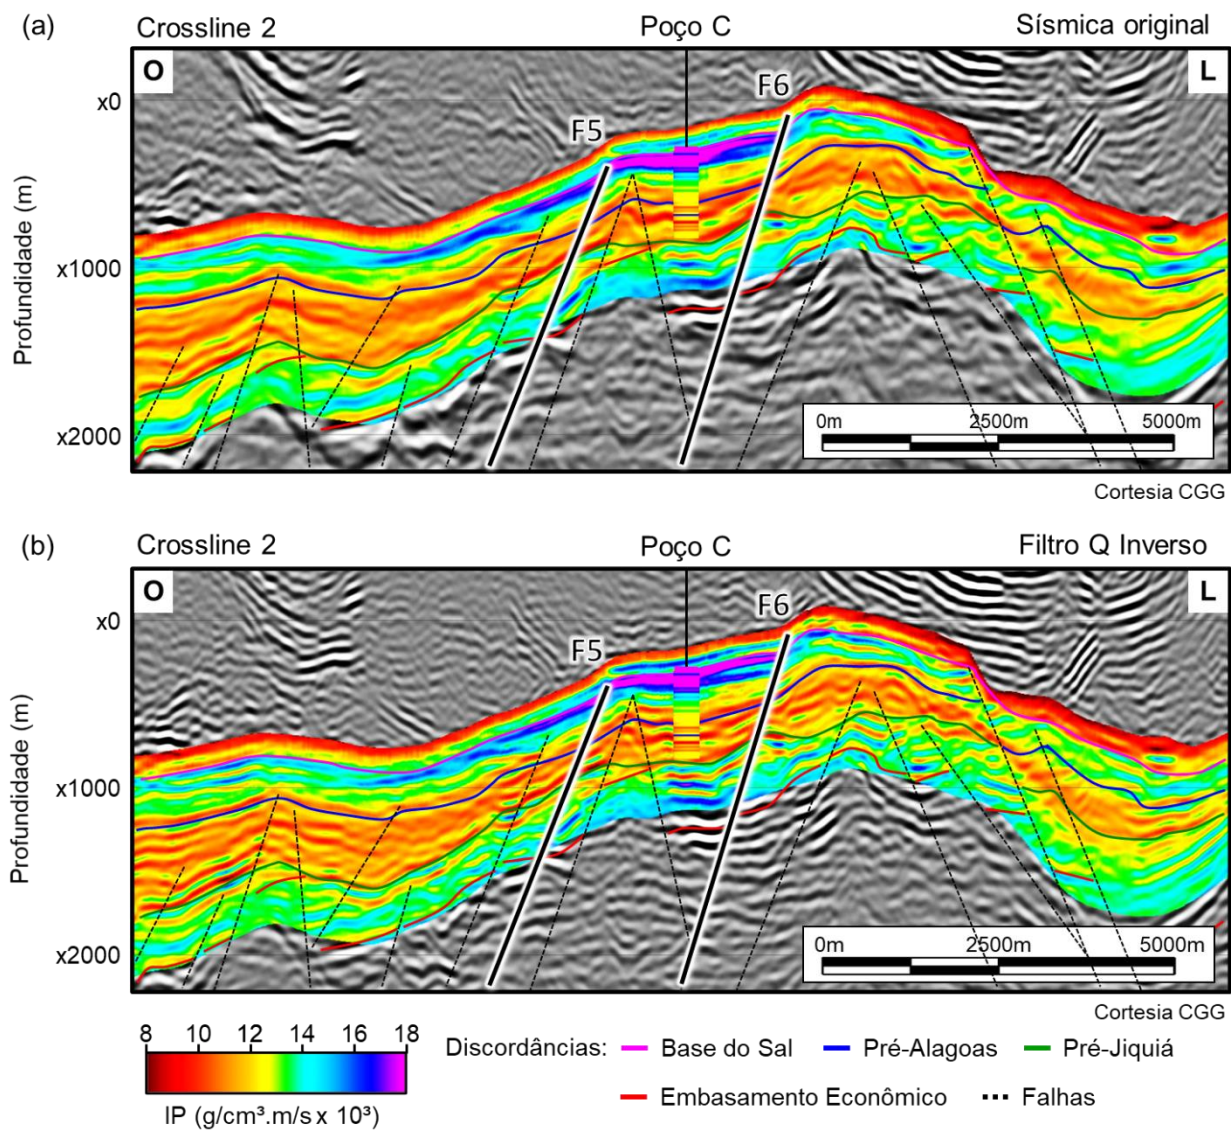 (a) Crossline 2 Poço C Sísmica original
O L
F6
F5
x0
x1000
x2000
Profundidade (m)
0m 2500m 5000m
Cortesia CGG
(b) Crossline 2 Poço C Filtro Q Inverso
O L
F6
F5
x0
x1000
x2000
Profundidade (m)
0m 2500m 5000m
Cortesia CGG
8 10 12 14 16 18
IP (g/cm³.m/s x 10³)
Discordâncias: Base do Sal Pré-Alagoas Pré-Jiquiá
Embasamento Econômico Falhas